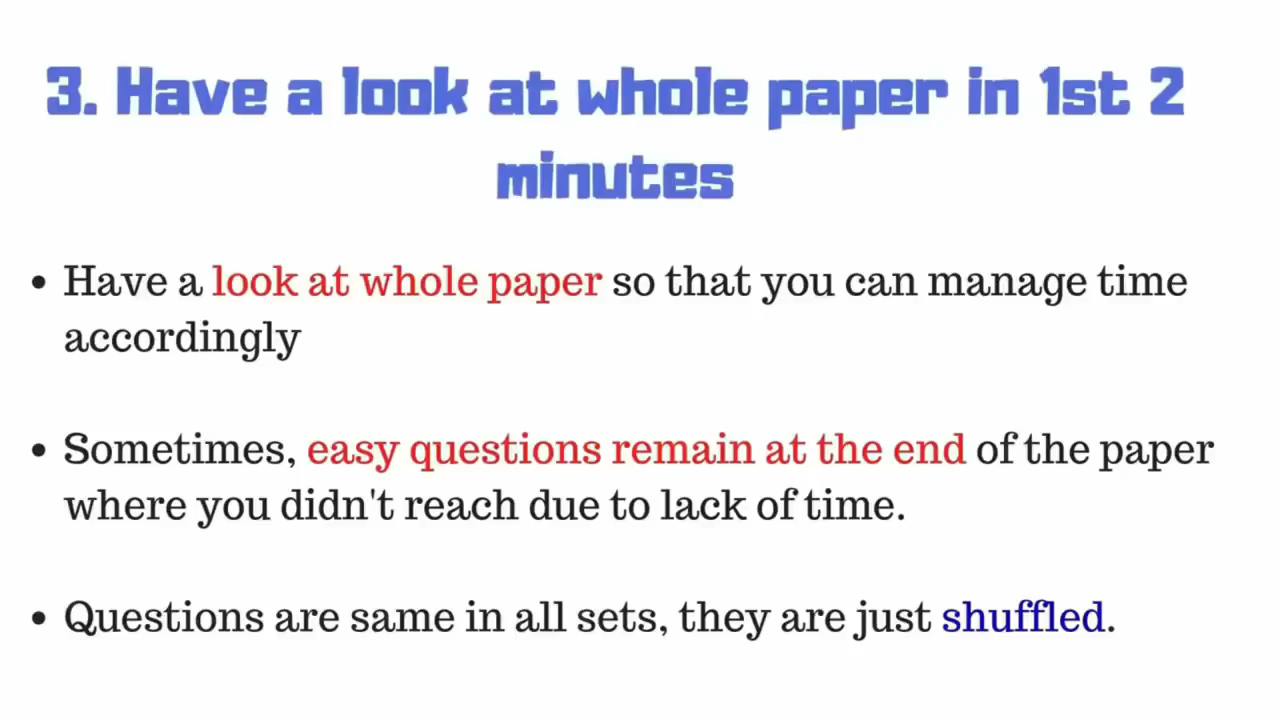 3. Have a look at whole paper in 1st 2
minutes
• Have a look at whole paper so that you can manage time
accordingly
• Sometimes, easy questions remain at the end of the paper
where you didn't reach due to lack of time.
• Questions are same in all sets, they are just shuffled.